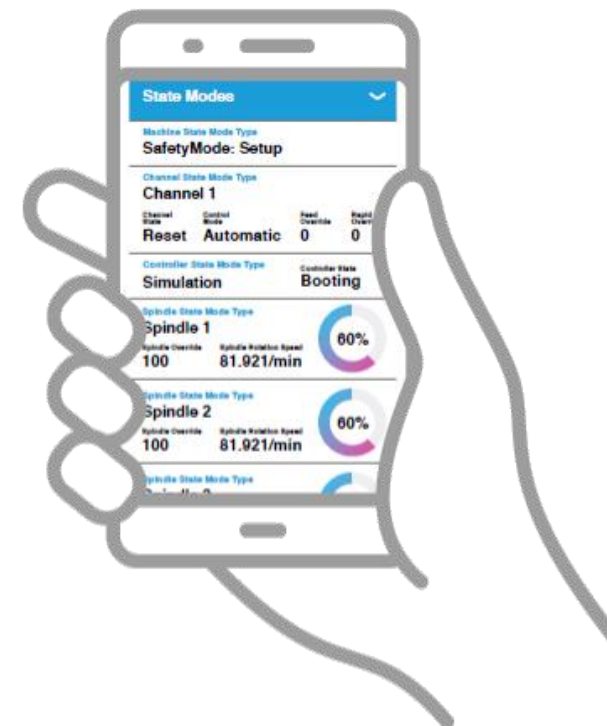 State Modes
Machine State Mode Type
SafetyMode: Setup
Channel State Mode Type
Channel 1
Channel State Control Mode Feed Override Rapid
Reset Automatic 0 0
Controller State Mode Type Controller State
Simulation Booting
Spindle State Mode Type
Spindle 1
60%
Spindle Override Spindle Rotation Speed
100 81.921/min
Spindle State Mode Type
Spindle 2
60%
Spindle Override Spindle Rotation Speed
100 81.921/min
Spindle State Mode Type